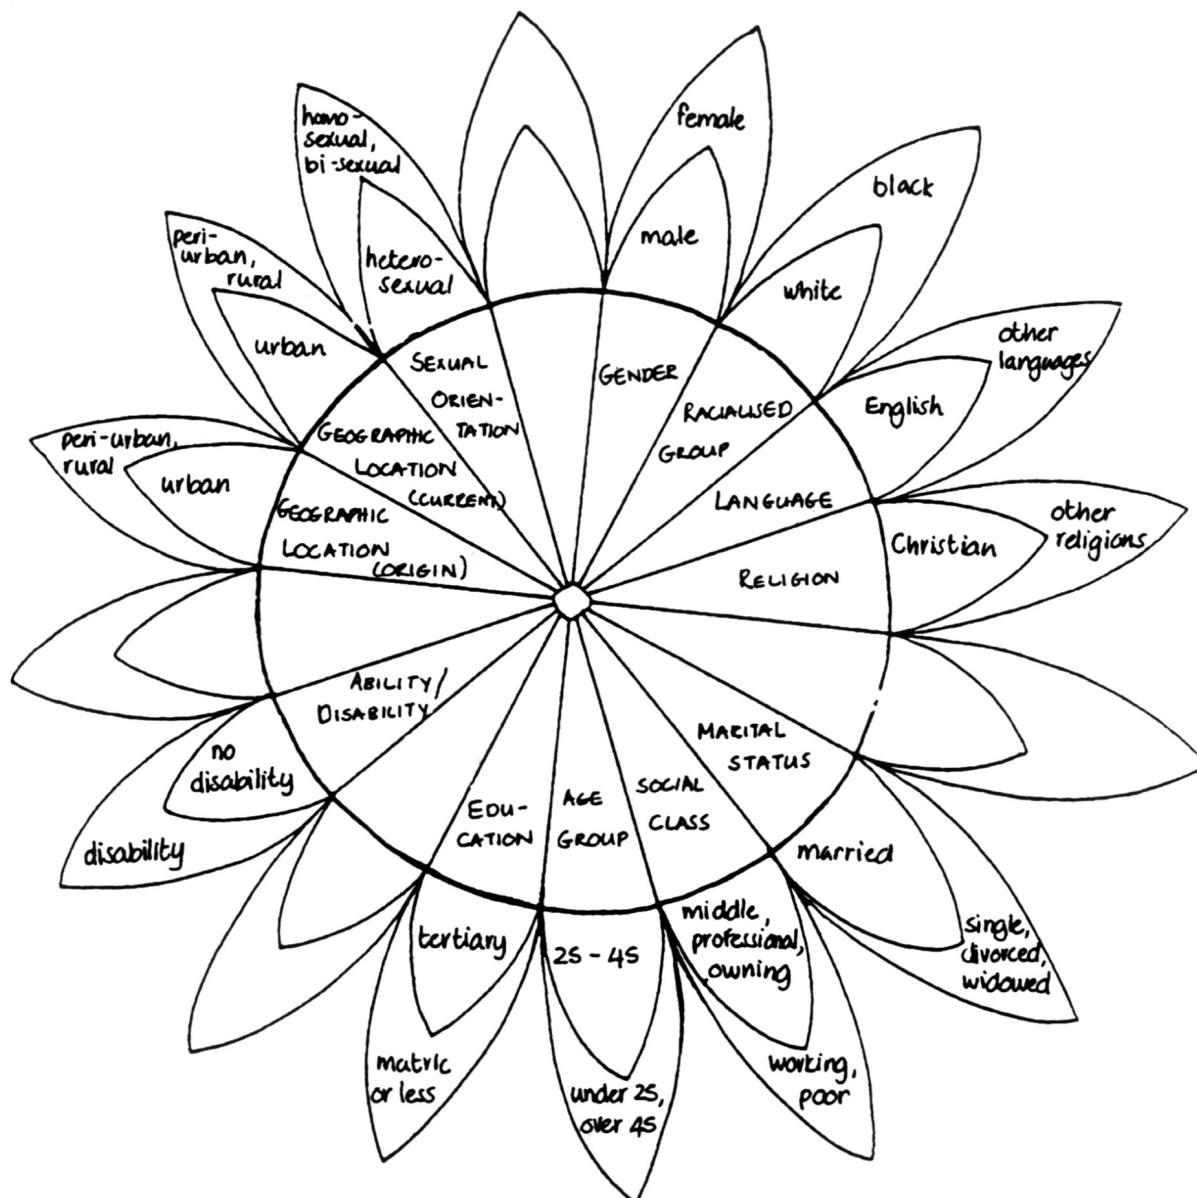 female
male
GENDER
black
white
RACIALISED
GROUP
other
languages
English
LANGUAGE
other
religions
Christian
RELIGION
MARITAL
STATUS
married
single,
divorced,
widowed
SOCIAL
CLASS
middle,
professional,
owning
working,
poor
AGE
GROUP
25 - 45
under 25,
over 45
EDU-
CATION
tertiary
matric
or less
ABILITY/
DISABILITY
no
disability
disability
GEOGRAPHIC
LOCATION
(ORIGIN)
urban
peri-urban,
rural
GEOGRAPHIC
LOCATION
(CURRENT)
urban
peri-
urban,
rural
SEXUAL
ORIEN-
TATION
hetero-
sexual
homo-
sexual,
bi-sexual